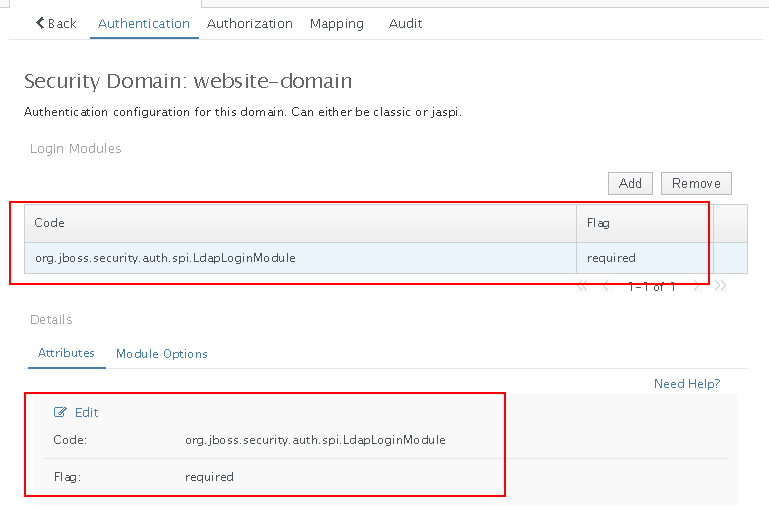 Back Authentication Authorization Mapping Audit
Security Domain: website-domain
Authentication configuration for this domain. Can either be classic or jaspi.
Login Modules
Add Remove
Code Flag
org.jboss.security.auth.spi.LdapLoginModule required
1-1 of 1
Details
Attributes Module Options
Need Help?
Edit
Code: org.jboss.security.auth.spi.LdapLoginModule
Flag: required